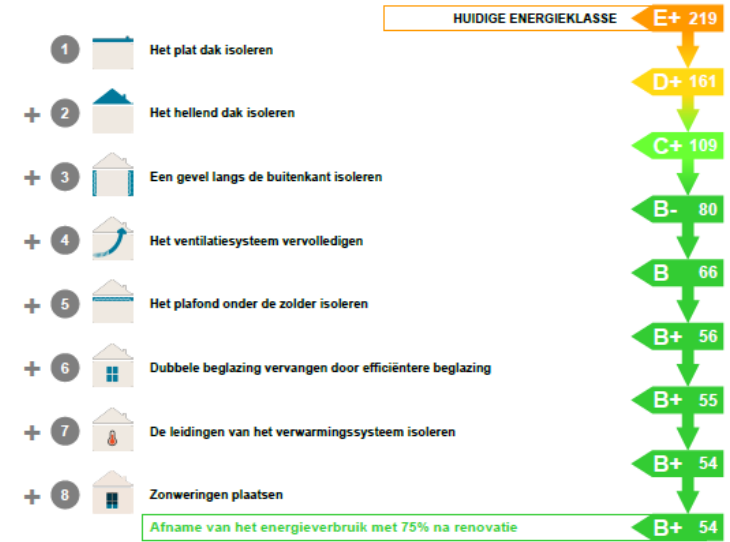 HUIDIGE ENERGIEKLASSE E+ 219
1 Het plat dak isoleren
D+ 161
+ 2 Het hellend dak isoleren
C+ 109
+ 3 Een gevel langs de buitenkant isoleren
B- 80
+ 4 Het ventilatiesysteem vervolledigen
B 66
+ 5 Het plafond onder de zolder isoleren
B+ 56
+ 6 Dubbele beglazing vervangen door efficiëntere beglazing
B+ 55
+ 7 De leidingen van het verwarmingssysteem isoleren
B+ 54
+ 8 Zonweringen plaatsen
Afname van het energieverbruik met 75% na renovatie B+ 54